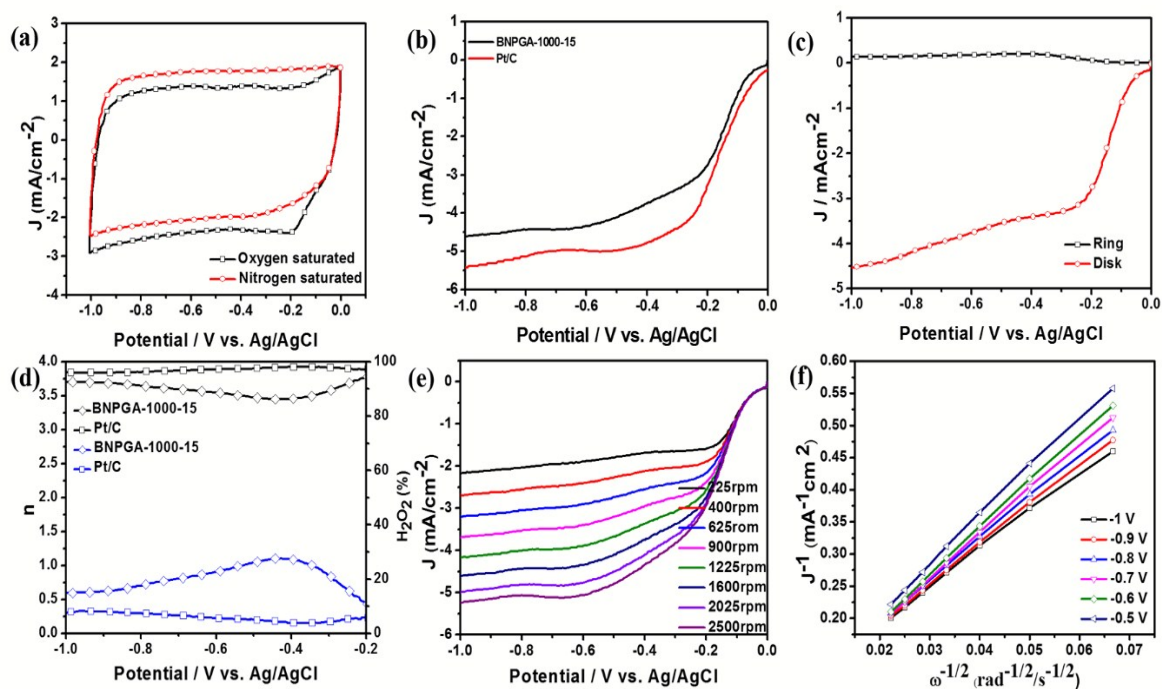 (a)
3
2
1
0
-1
-2
-3
-4
J (mA/cm⁻²)
Oxygen saturated
Nitrogen saturated
-1.0 -0.8 -0.6 -0.4 -0.2 0.0
Potential / V vs. Ag/AgCl
(b)
1
0
-1
-2
-3
-4
-5
-6
J (mA/cm⁻²)
BNPGA-1000-15
Pt/C
-1.0 -0.8 -0.6 -0.4 -0.2 0.0
Potential / V vs. Ag/AgCl
(c)
2
1
0
-1
-2
-3
-4
-5
J / mAcm⁻²
Ring
Disk
-1.0 -0.8 -0.6 -0.4 -0.2 0.0
Potential / V vs. Ag/AgCl
(d)
4.0
3.5
3.0
2.5
2.0
1.5
1.0
0.5
0.0
n
BNPGA-1000-15
Pt/C
BNPGA-1000-15
Pt/C
100
80
60
40
20
0
H₂O₂ (%)
-1.0 -0.8 -0.6 -0.4 -0.2
Potential / V vs. Ag/AgCl
(e)
0
-1
-2
-3
-4
-5
-6
J (mA/cm⁻²)
225rpm
400rpm
625rom
900rpm
1225rpm
1600rpm
2025rpm
2500rpm
-1.0 -0.8 -0.6 -0.4 -0.2 0.0
Potential / V vs. Ag/AgCl
(f)
0.60
0.55
0.50
0.45
0.40
0.35
0.30
0.25
0.20
J⁻¹ (mA⁻¹cm²)
-1 V
-0.9 V
-0.8 V
-0.7 V
-0.6 V
-0.5 V
0.02 0.03 0.04 0.05 0.06 0.07
ω⁻¹/² (rad⁻¹/²/s⁻¹/²)